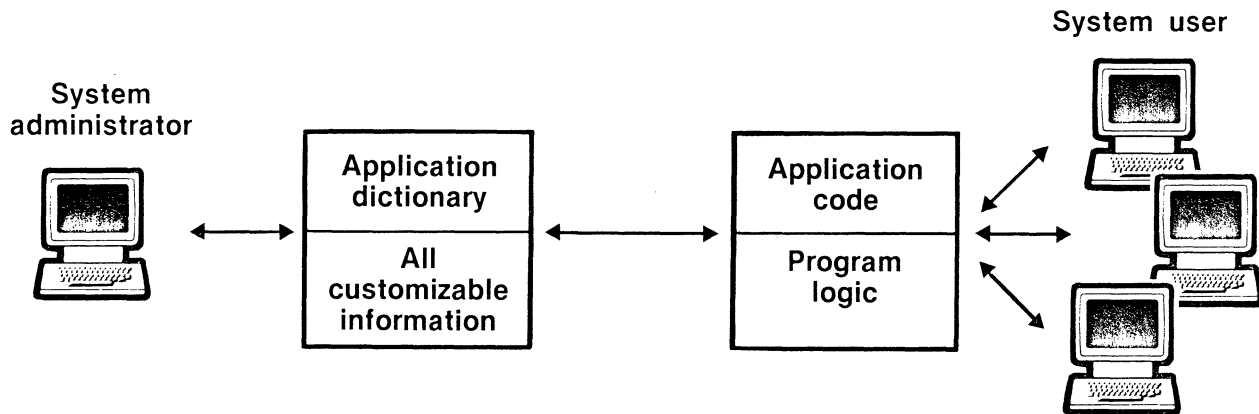 System user
System
administrator
Application
dictionary
All
customizable
information
Application
code
Program
logic